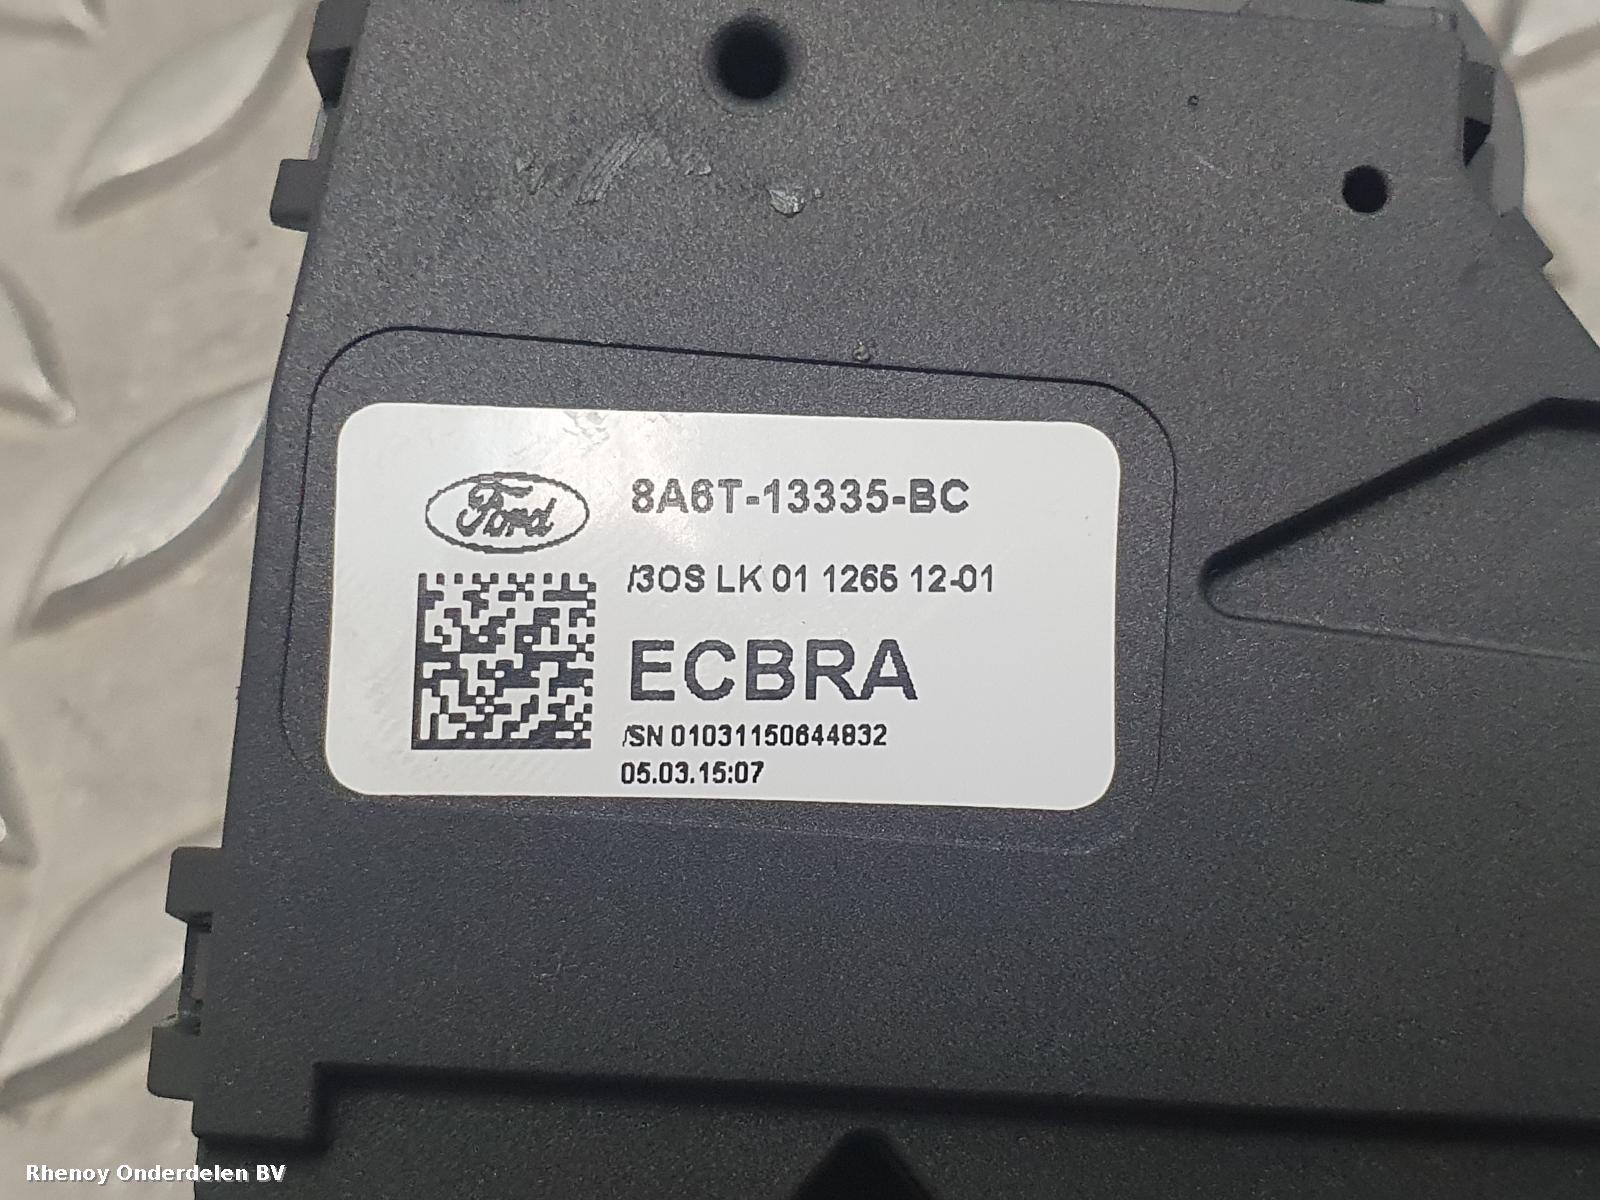 Ford
8A6T-13335-BC
/3OS LK 01 1265 12-01
ECBRA
/SN 01031150644832
05.03.15:07
Rhenoy Onderdelen BV